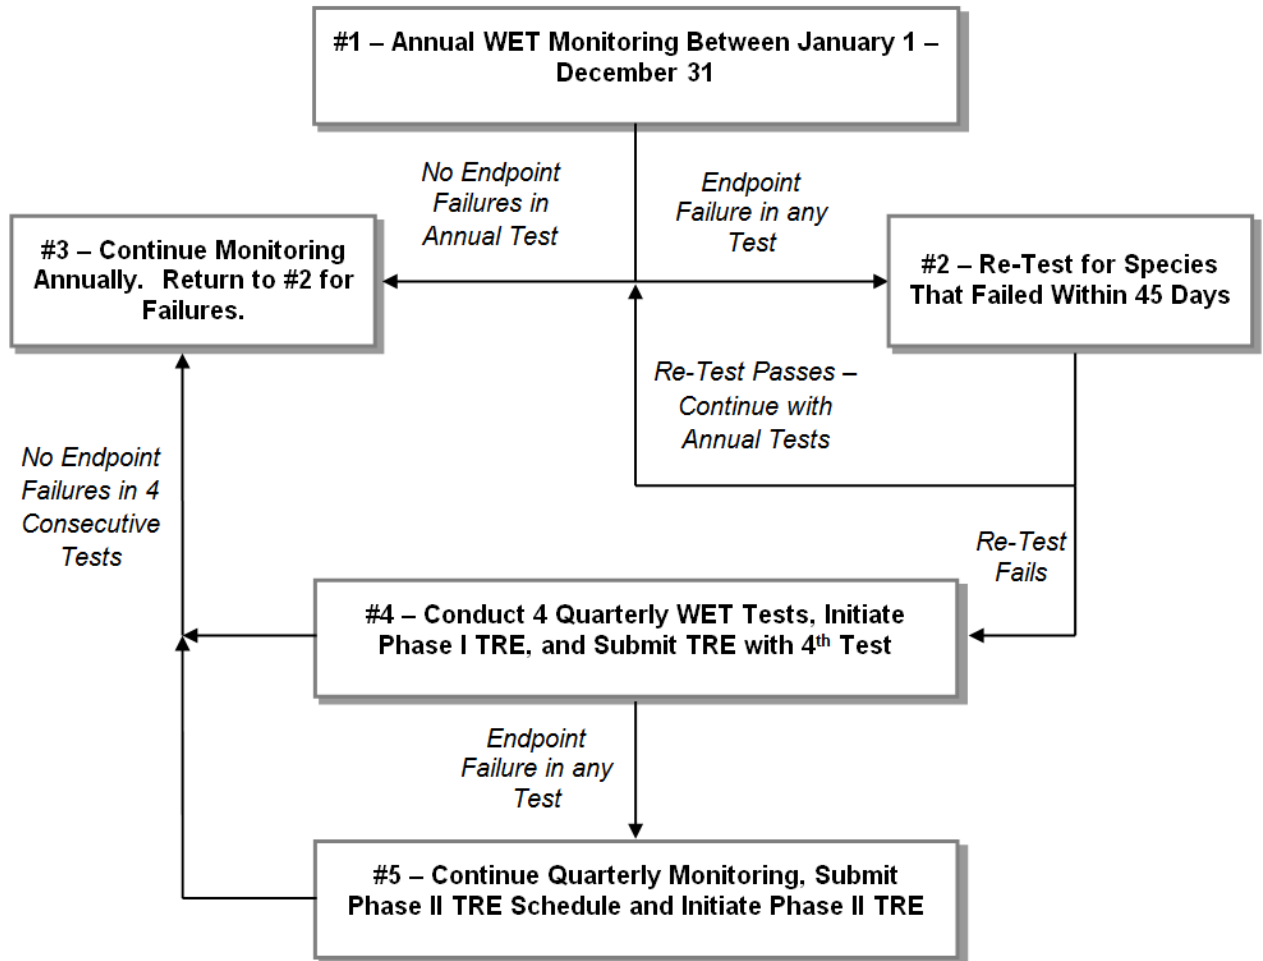 #1 – Annual WET Monitoring Between January 1 –
December 31
No Endpoint
Failures in
Annual Test
Endpoint
Failure in any
Test
#3 – Continue Monitoring
Annually.  Return to #2 for
Failures.
#2 – Re-Test for Species
That Failed Within 45 Days
Re-Test Passes –
Continue with
Annual Tests
No Endpoint
Failures in 4
Consecutive
Tests
Re-Test
Fails
#4 – Conduct 4 Quarterly WET Tests, Initiate
Phase I TRE, and Submit TRE with 4th Test
Endpoint
Failure in any
Test
#5 – Continue Quarterly Monitoring, Submit
Phase II TRE Schedule and Initiate Phase II TRE